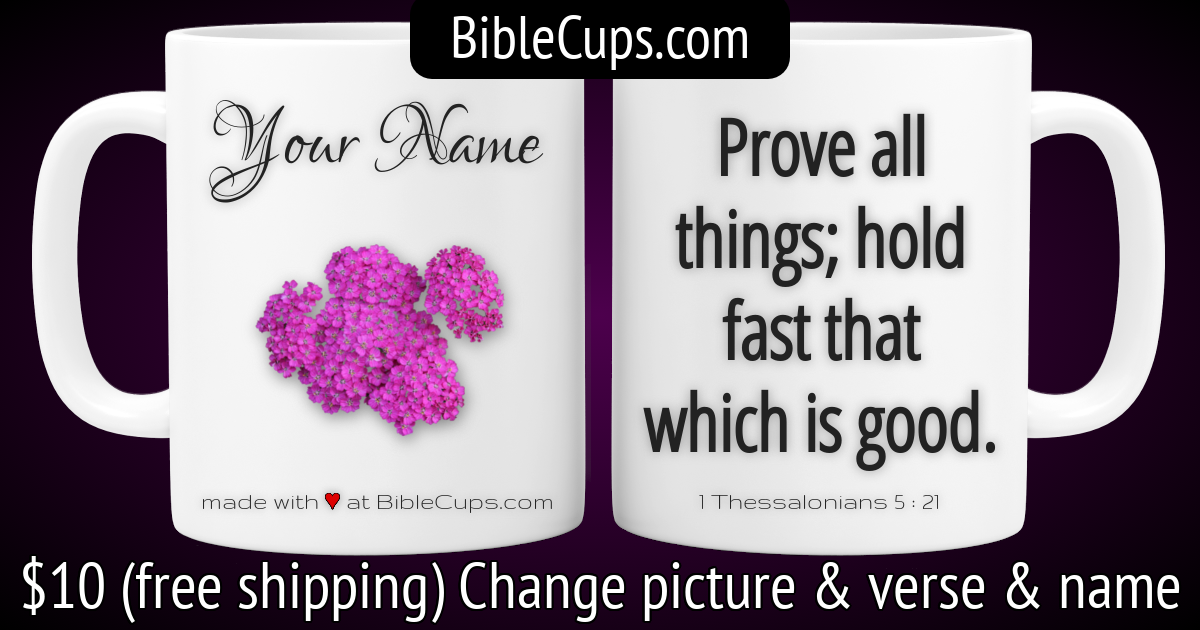 BibleCups.com
Your Name
made with ❤ at BibleCups.com
Prove all
things; hold
fast that
which is good.
1 Thessalonians 5 : 21
$10 (free shipping) Change picture & verse & name